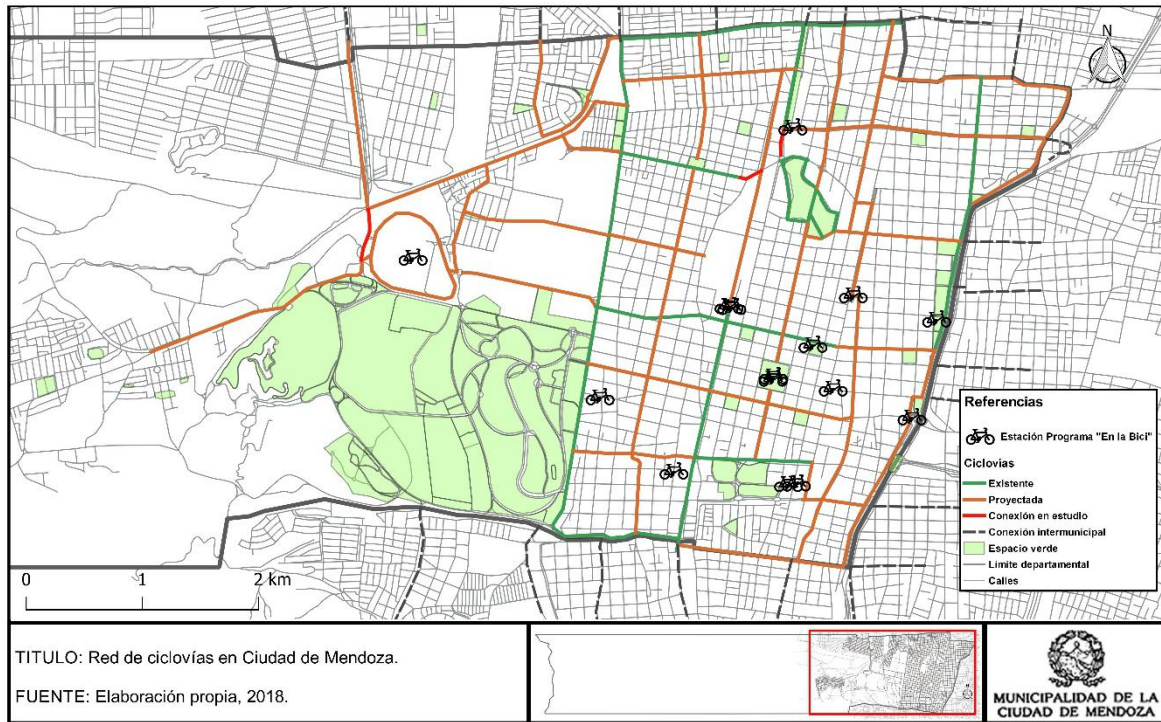 N
Referencias
Estación Programa "En la Bici"
Ciclovías
Existente
Proyectada
Conexión en estudio
Conexión intermunicipal
Espacio verde
Límite departamental
Calles
0 1 2 km
TITULO: Red de ciclovías en Ciudad de Mendoza.
FUENTE: Elaboración propia, 2018.
MUNICIPALIDAD DE LA
CIUDAD DE MENDOZA